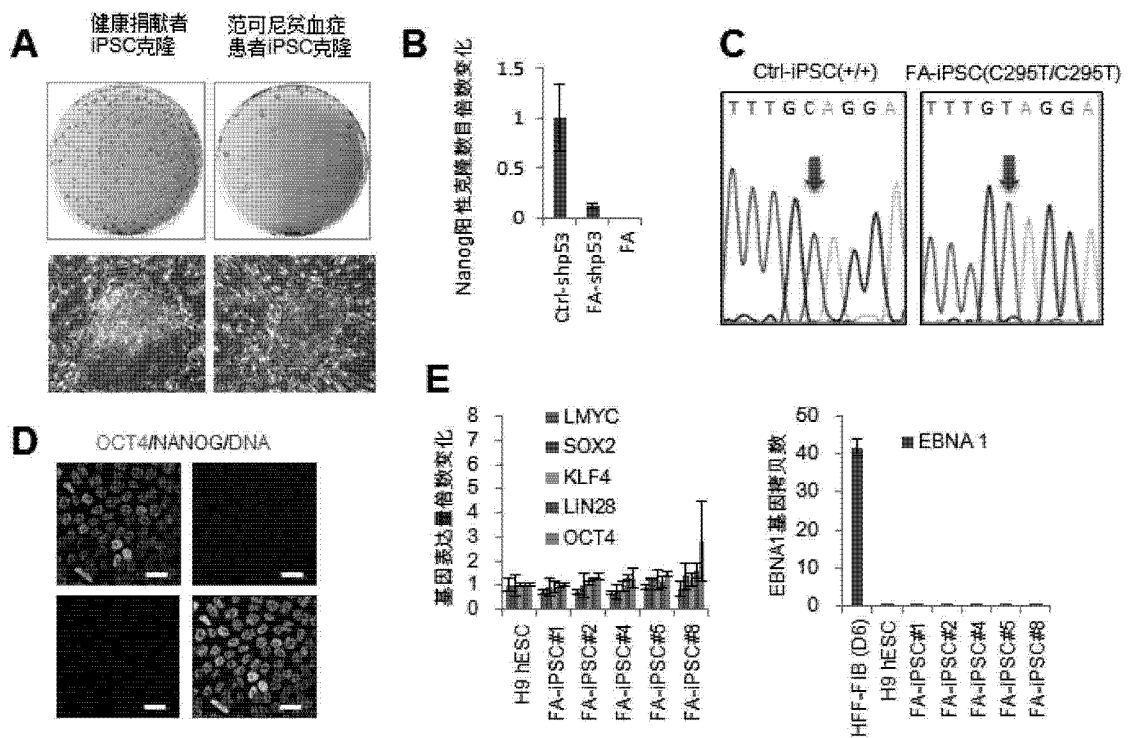 A
健康捐献者
iPSC克隆
范可尼贫血症
患者iPSC克隆
B
Nanog阳性克隆数目倍数变化
1.5
1
0.5
0
Ctrl-shp53
FA-shp53
FA
C
Ctrl-iPSC(+/+)
FA-iPSC(C295T/C295T)
T T T G C A G G A
T T T G T A G G A
D
OCT4/NANOG/DNA
E
基因表达量倍数变化
8
7
6
5
4
3
2
1
0
LMYC
SOX2
KLF4
LIN28
OCT4
H9 hESC
FA-iPSC#1
FA-iPSC#2
FA-iPSC#4
FA-iPSC#5
FA-iPSC#8
EBNA1基因拷贝数
50
40
30
20
10
0
EBNA 1
HFF-FIB (D6)
H9 hESC
FA-iPSC#1
FA-iPSC#2
FA-iPSC#4
FA-iPSC#5
FA-iPSC#8